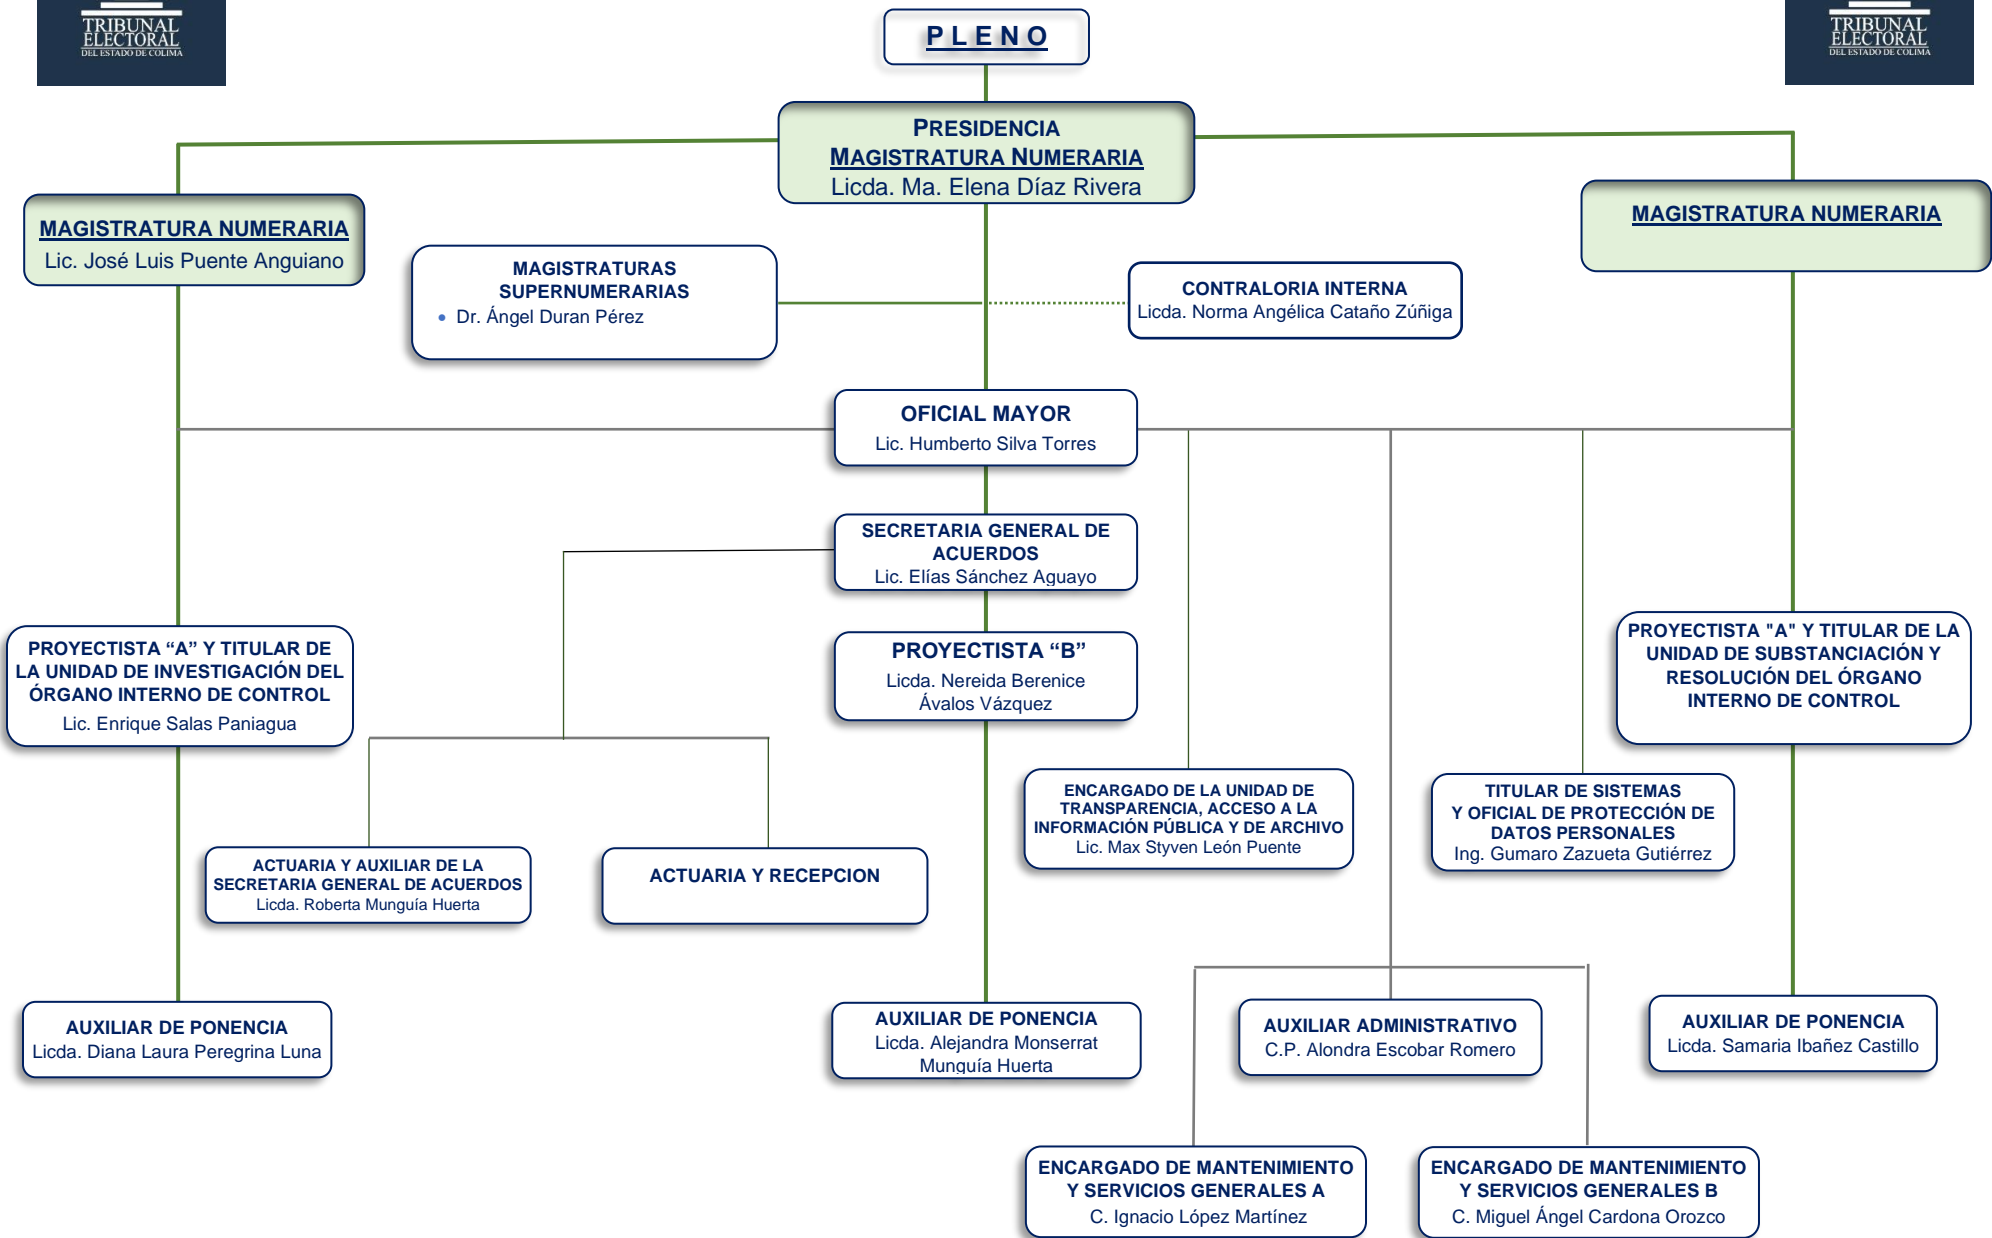 TRIBUNAL
ELECTORAL
DEL ESTADO DE COLIMA
P L E N O
TRIBUNAL
ELECTORAL
DEL ESTADO DE COLIMA
PRESIDENCIA
MAGISTRATURA NUMERARIA
Licda. Ma. Elena Díaz Rivera
MAGISTRATURA NUMERARIA
Lic. José Luis Puente Anguiano
MAGISTRATURA NUMERARIA
MAGISTRATURAS
SUPERNUMERARIAS
• Dr. Ángel Duran Pérez
CONTRALORIA INTERNA
Licda. Norma Angélica Cataño Zúñiga
OFICIAL MAYOR
Lic. Humberto Silva Torres
SECRETARIA GENERAL DE
ACUERDOS
Lic. Elías Sánchez Aguayo
PROYECTISTA “A” Y TITULAR DE
LA UNIDAD DE INVESTIGACIÓN DEL
ÓRGANO INTERNO DE CONTROL
Lic. Enrique Salas Paniagua
PROYECTISTA “B”
Licda. Nereida Berenice
Ávalos Vázquez
PROYECTISTA "A" Y TITULAR DE LA
UNIDAD DE SUBSTANCIACIÓN Y
RESOLUCIÓN DEL ÓRGANO
INTERNO DE CONTROL
ENCARGADO DE LA UNIDAD DE
TRANSPARENCIA, ACCESO A LA
INFORMACIÓN PÚBLICA Y DE ARCHIVO
Lic. Max Styven León Puente
TITULAR DE SISTEMAS
Y OFICIAL DE PROTECCIÓN DE
DATOS PERSONALES
Ing. Gumaro Zazueta Gutiérrez
ACTUARIA Y AUXILIAR DE LA
SECRETARIA GENERAL DE ACUERDOS
Licda. Roberta Munguía Huerta
ACTUARIA Y RECEPCION
AUXILIAR DE PONENCIA
Licda. Diana Laura Peregrina Luna
AUXILIAR DE PONENCIA
Licda. Alejandra Monserrat
Munguía Huerta
AUXILIAR ADMINISTRATIVO
C.P. Alondra Escobar Romero
AUXILIAR DE PONENCIA
Licda. Samaria Ibañez Castillo
ENCARGADO DE MANTENIMIENTO
Y SERVICIOS GENERALES A
C. Ignacio López Martínez
ENCARGADO DE MANTENIMIENTO
Y SERVICIOS GENERALES B
C. Miguel Ángel Cardona Orozco